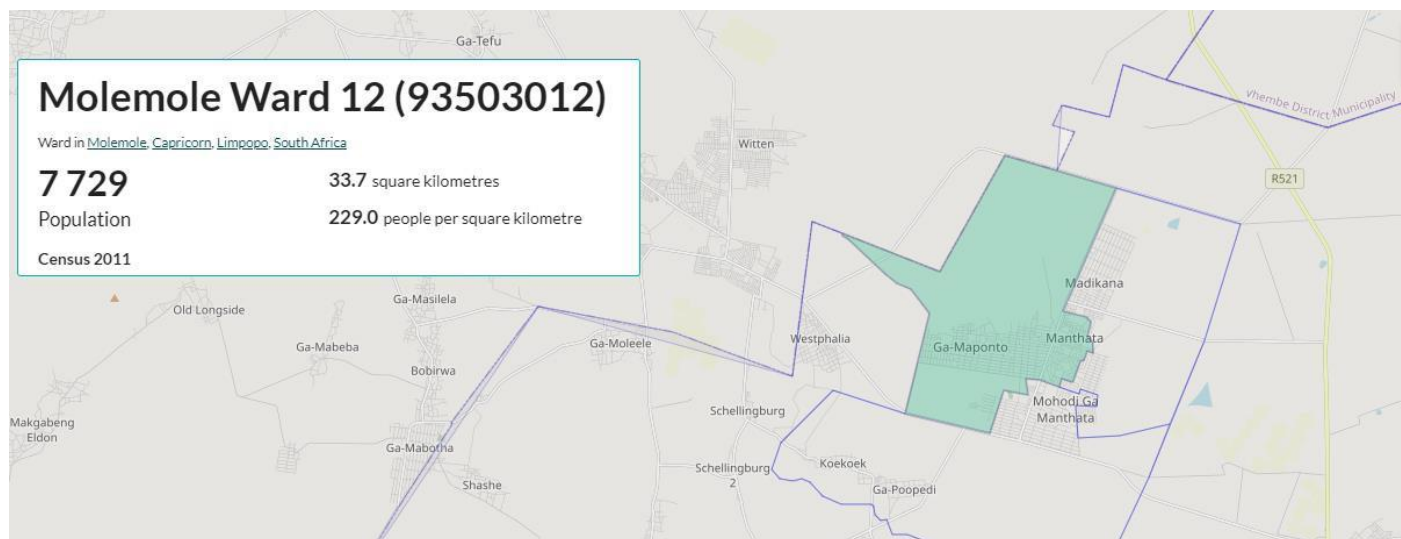 Ga-Tefu
Molemole Ward 12 (93503012)
Ward in Molemole, Capricorn, Limpopo, South Africa
7 729
Population
33.7 square kilometres
229.0 people per square kilometre
Census 2011
Witten
Vhembe District Municipality
R521
Madikana
Ga-Masilela
Old Longside
Ga-Mabeba
Ga-Moleele
Westphalia
Ga-Maponto
Manthata
Bobirwa
Makgabeng
Eldon
Schellingburg
Mohodi Ga
Manthata
Ga-Mabotha
Schellingburg
2
Koekoek
Shashe
Ga-Poopedi